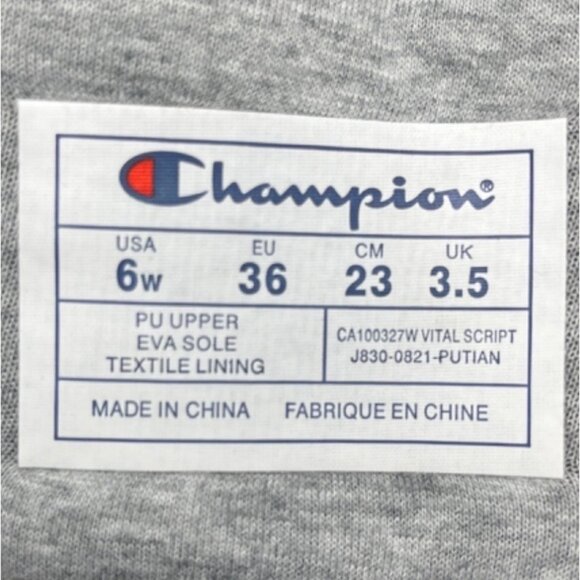 Champion®
USA EU CM UK
6W 36 23 3.5
PU UPPER
EVA SOLE
TEXTILE LINING
CA100327W VITAL SCRIPT
J830-0821-PUTIAN
MADE IN CHINA FABRIQUE EN CHINE